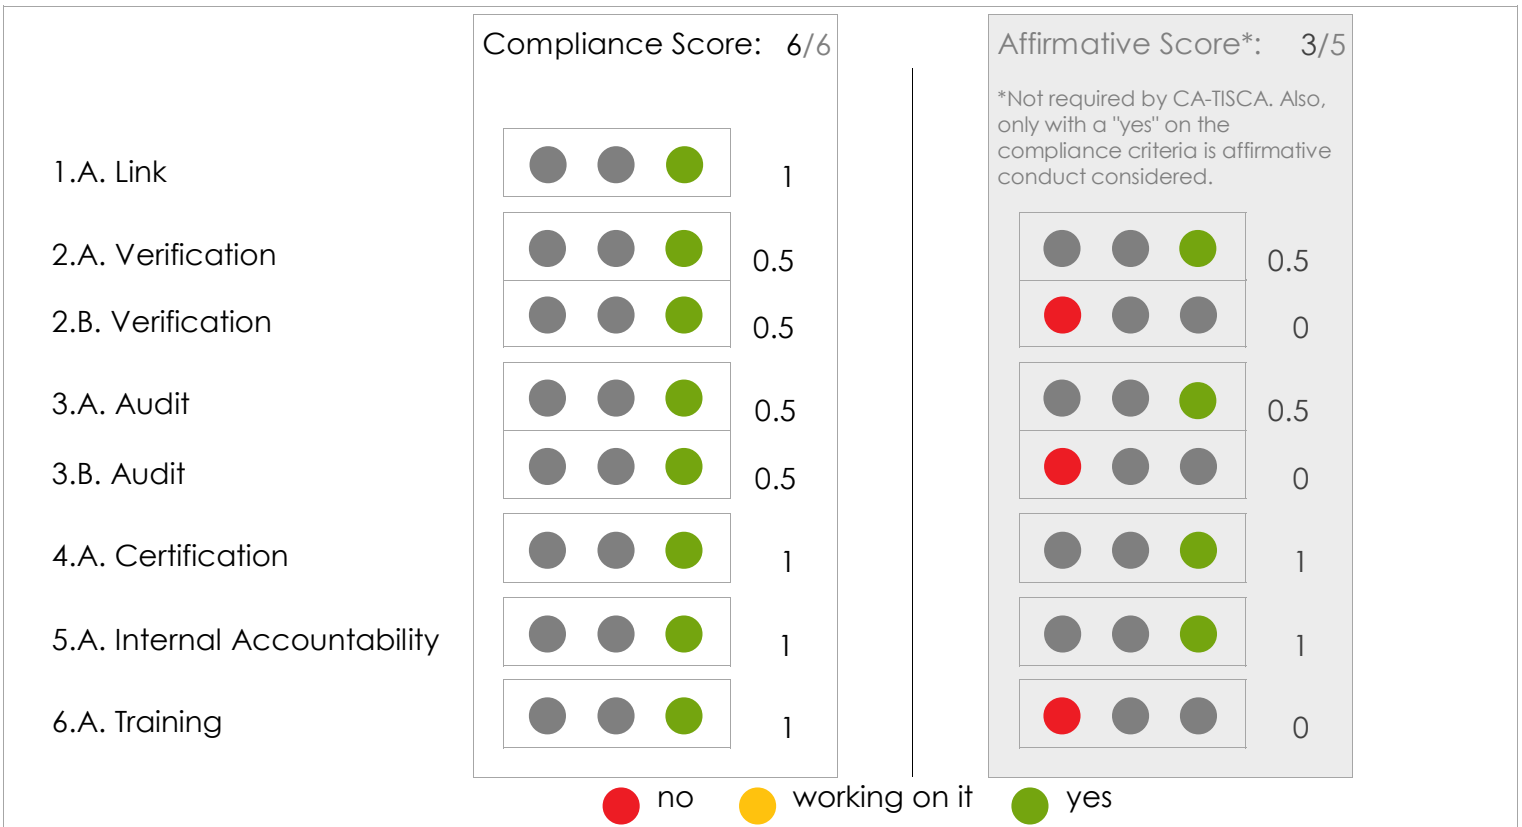 Compliance Score: 6/6
Affirmative Score*: 3/5
*Not required by CA-TISCA. Also,
only with a "yes" on the
compliance criteria is affirmative
conduct considered.
1.A. Link 1
2.A. Verification 0.5 0.5
2.B. Verification 0.5 0
3.A. Audit 0.5 0.5
3.B. Audit 0.5 0
4.A. Certification 1 1
5.A. Internal Accountability 1 1
6.A. Training 1 0
no working on it yes